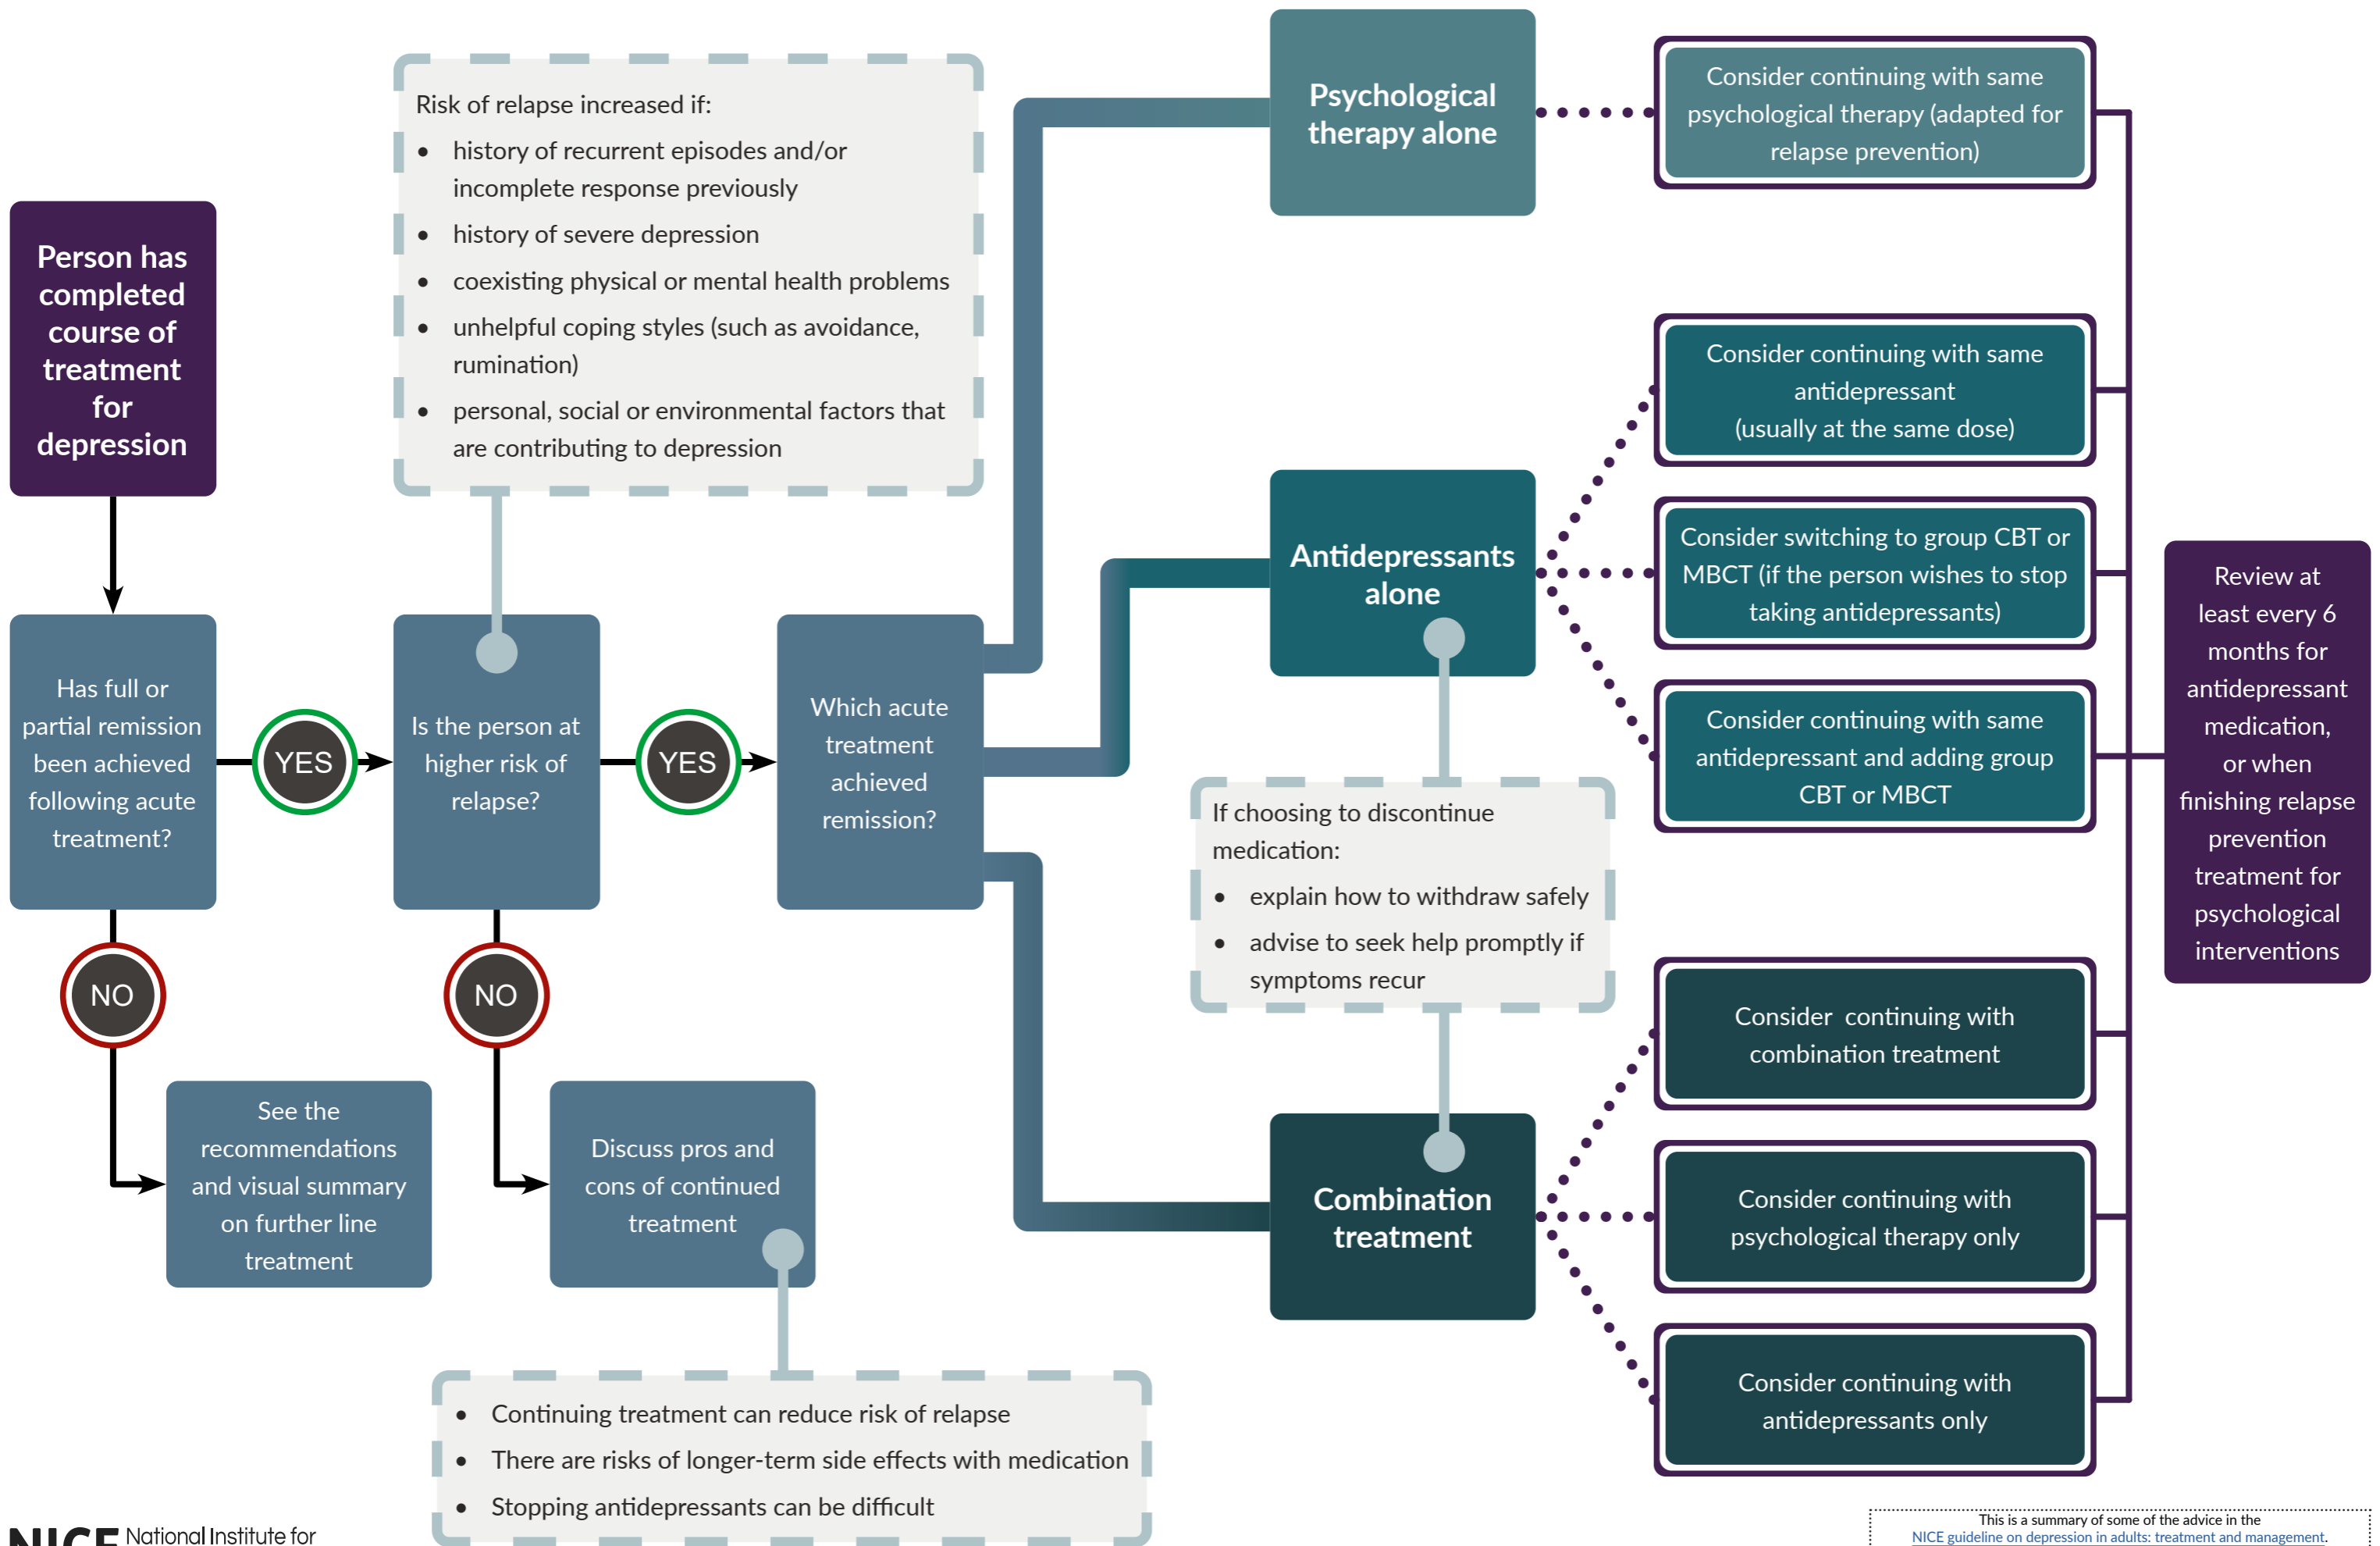 Person has
completed
course of
treatment
for
depression
Has full or
partial remission
been achieved
following acute
treatment?
YES
NO
See the
recommendations
and visual summary
on further line
treatment
Risk of relapse increased if:
• history of recurrent episodes and/or
incomplete response previously
• history of severe depression
• coexisting physical or mental health problems
• unhelpful coping styles (such as avoidance,
rumination)
• personal, social or environmental factors that
are contributing to depression
Is the person at
higher risk of
relapse?
YES
NO
Discuss pros and
cons of continued
treatment
• Continuing treatment can reduce risk of relapse
• There are risks of longer-term side effects with medication
• Stopping antidepressants can be difficult
Which acute
treatment
achieved
remission?
Psychological
therapy alone
Consider continuing with same
psychological therapy (adapted for
relapse prevention)
Antidepressants
alone
Consider continuing with same
antidepressant
(usually at the same dose)
Consider switching to group CBT or
MBCT (if the person wishes to stop
taking antidepressants)
Consider continuing with same
antidepressant and adding group
CBT or MBCT
If choosing to discontinue
medication:
• explain how to withdraw safely
• advise to seek help promptly if
symptoms recur
Combination
treatment
Consider continuing with
combination treatment
Consider continuing with
psychological therapy only
Consider continuing with
antidepressants only
Review at
least every 6
months for
antidepressant
medication,
or when
finishing relapse
prevention
treatment for
psychological
interventions
NICE National Institute for
This is a summary of some of the advice in the
NICE guideline on depression in adults: treatment and management.